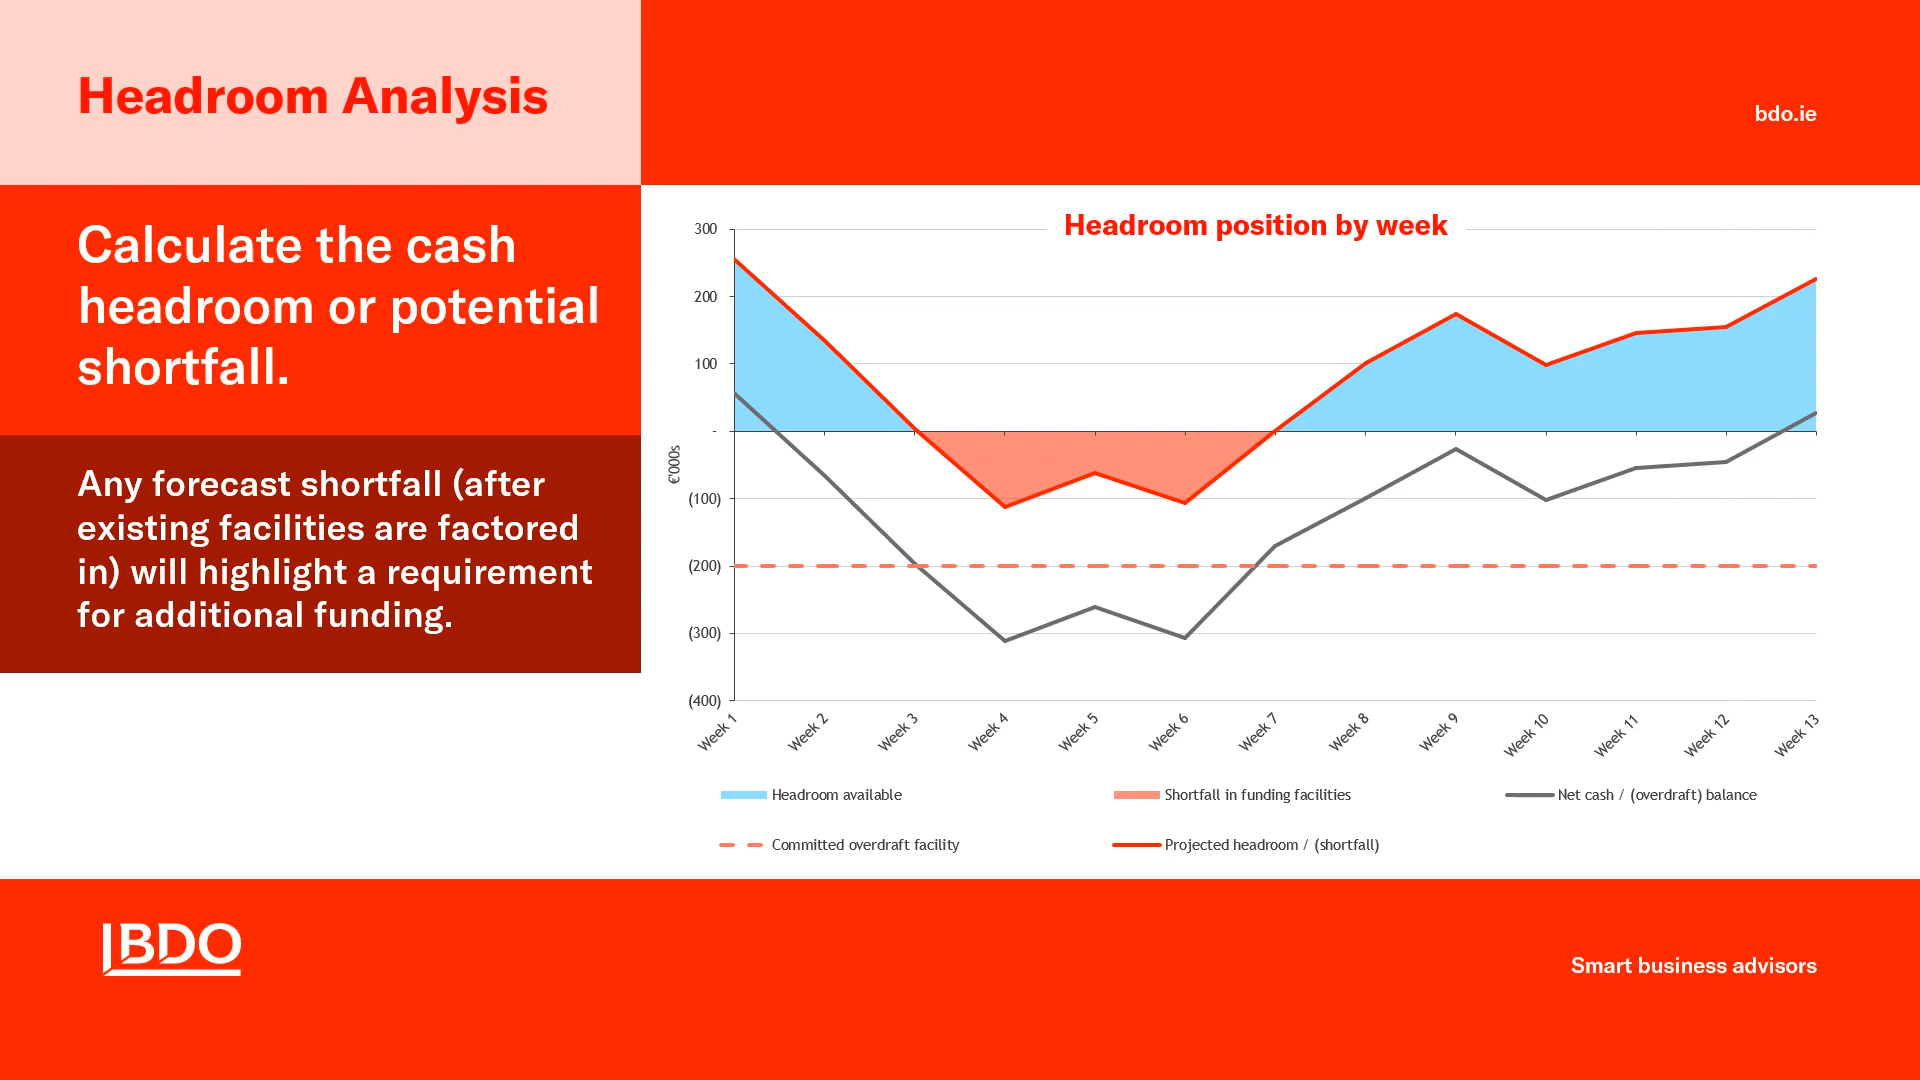 Headroom Analysis
bdo.ie
Calculate the cash
headroom or potential
shortfall.
Any forecast shortfall (after
existing facilities are factored
in) will highlight a requirement
for additional funding.
Headroom position by week
€'000s
300
200
100
-
(100)
(200)
(300)
(400)
Week 1
Week 2
Week 3
Week 4
Week 5
Week 6
Week 7
Week 8
Week 9
Week 10
Week 11
Week 12
Week 13
Headroom available
Shortfall in funding facilities
Net cash / (overdraft) balance
Committed overdraft facility
Projected headroom / (shortfall)
BDO
Smart business advisors